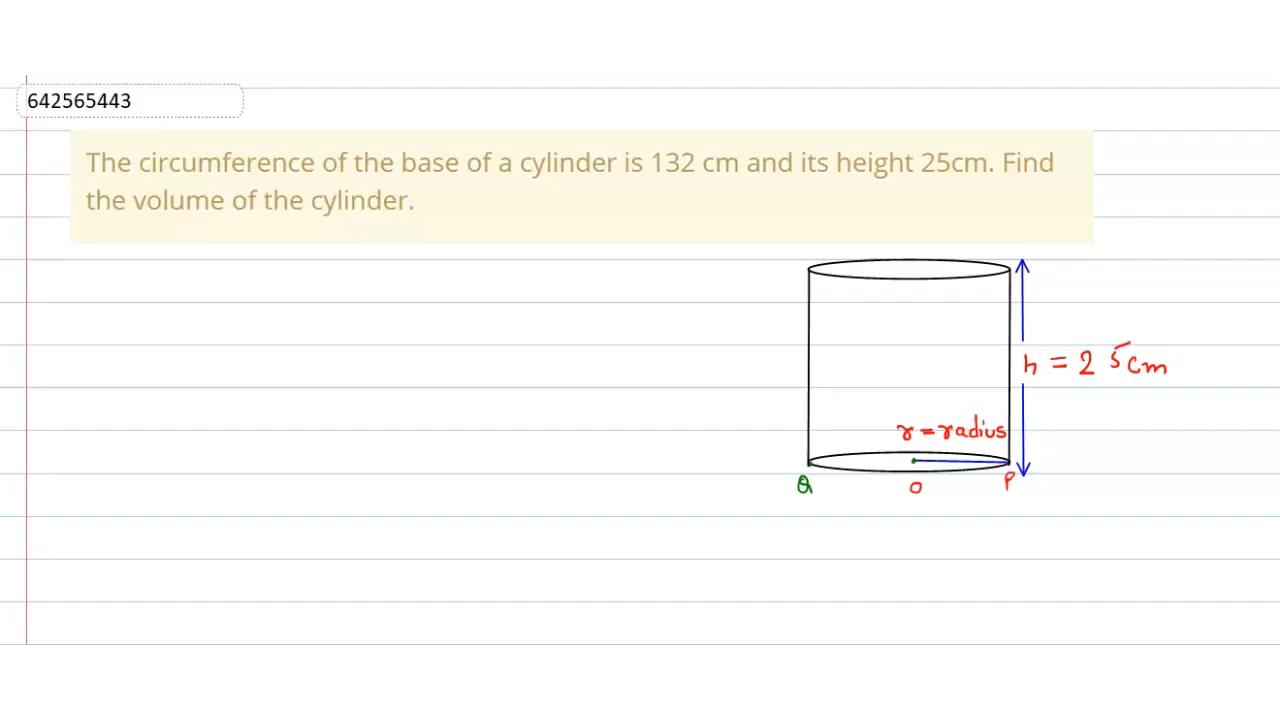 642565443
The circumference of the base of a cylinder is 132 cm and its height 25cm. Find
the volume of the cylinder.
h = 25cm
r = radius
Q O P